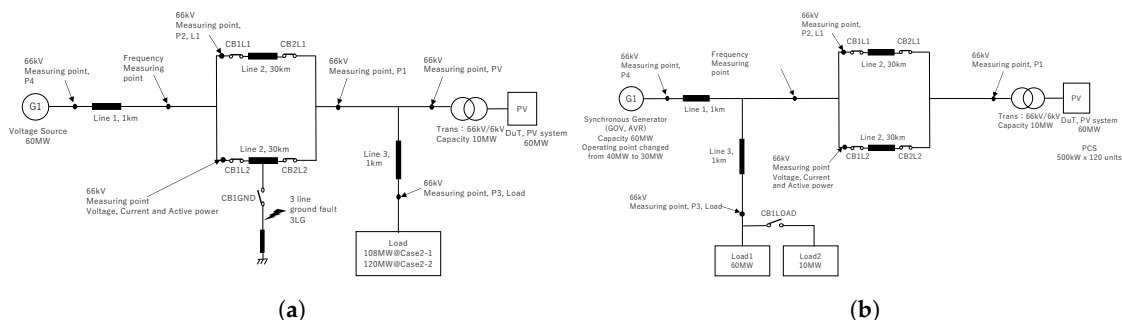 66kV
Measuring point,
P2, L1
CB1L1
CB2L1
Line 2, 30km
66kV
Measuring point,
P4
Frequency
Measuring
point
66kV
Measuring point, P1
66kV
Measuring point, PV
G1
Voltage Source
60MW
Line 1, 1km
PV
Trans : 66kV/6kV
Capacity 10MW
DuT, PV system
60MW
Line 2, 30km
CB1L2
CB2L2
Line 3,
1km
66kV
Measuring point
Voltage, Current and Active power
CB1GND
3 line
ground fault
3LG
66kV
Measuring point, P3, Load
Load
108MW@Case2-1
120MW@Case2-2
(a)
66kV
Measuring point,
P2, L1
CB1L1
CB2L1
Line 2, 30km
66kV
Measuring point,
P4
Frequency
Measuring
point
66kV
Measuring point, P1
G1
Line 1, 1km
Synchronous Generator
(GOV, AVR)
Capacity 60MW
Operating point changed
from 40MW to 30MW
PV
Trans : 66kV/6kV
Capacity 10MW
DuT, PV system
60MW
PCS
500kW x 120 units
Line 2, 30km
CB1L2
CB2L2
Line 3,
1km
66kV
Measuring point
Voltage, Current
and Active power
66kV
Measuring point, P3, Load
CB1LOAD
Load1
60MW
Load2
10MW
(b)